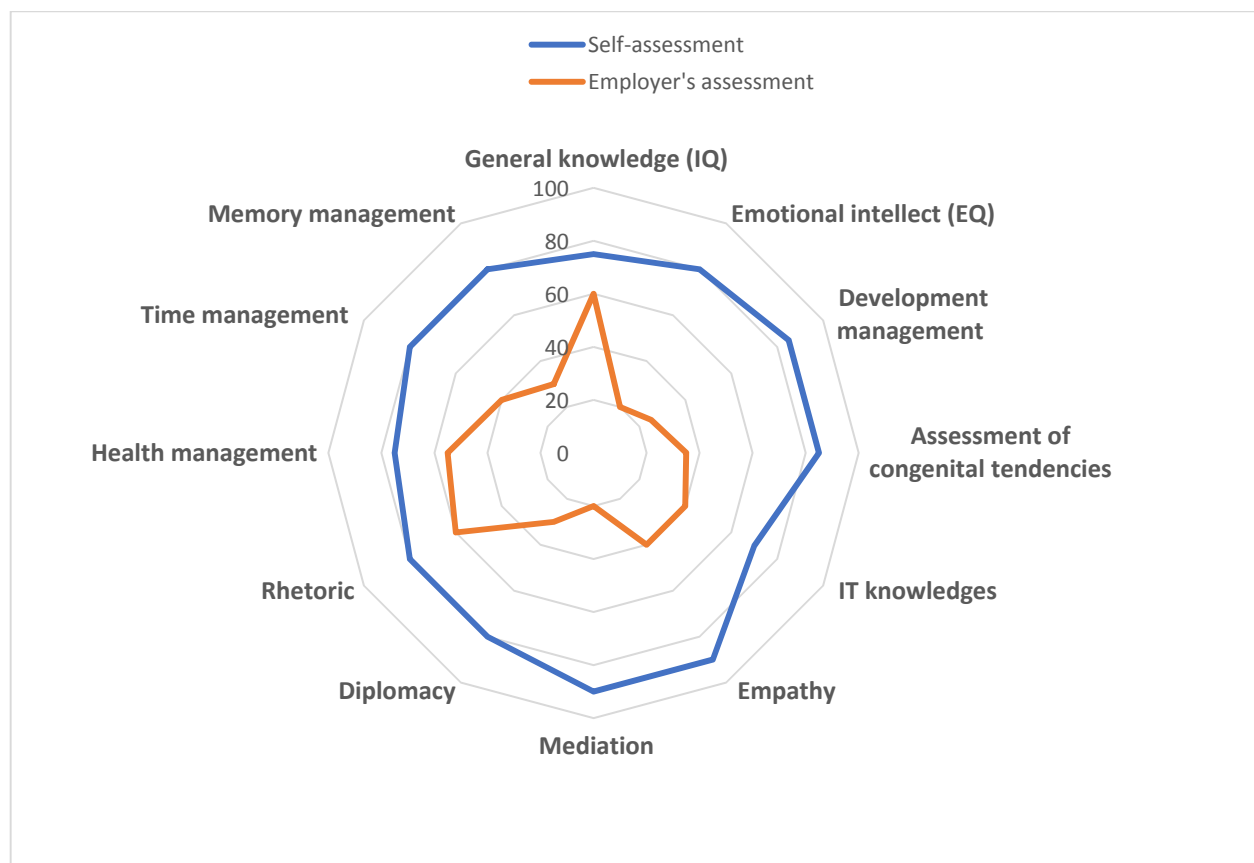 Self-assessment
Employer's assessment
General knowledge (IQ)
100
Memory management
Emotional intellect (EQ)
80
60
Time management
Development
management
40
20
Health management
0
Assessment of
congenital tendencies
Rhetoric
IT knowledges
Diplomacy
Empathy
Mediation